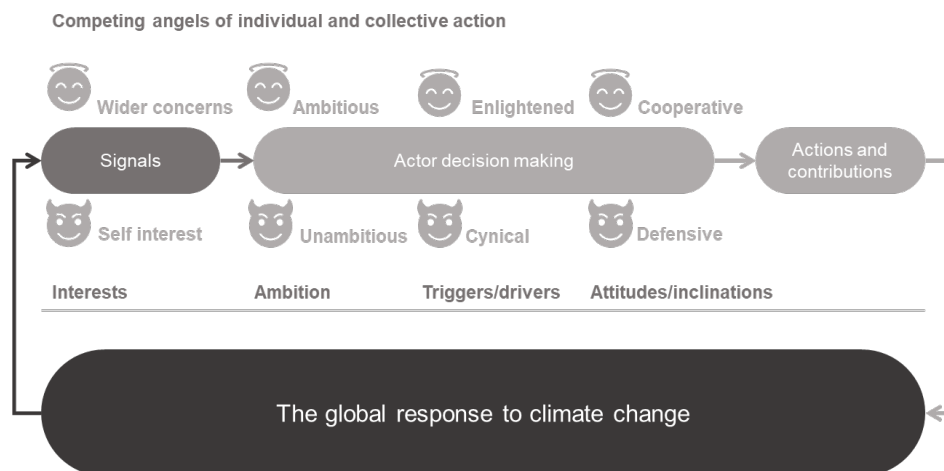 Competing angels of individual and collective action
Wider concerns
Ambitious
Enlightened
Cooperative
Signals
Actor decision making
Actions and
contributions
Self interest
Unambitious
Cynical
Defensive
Interests
Ambition
Triggers/drivers
Attitudes/inclinations
The global response to climate change